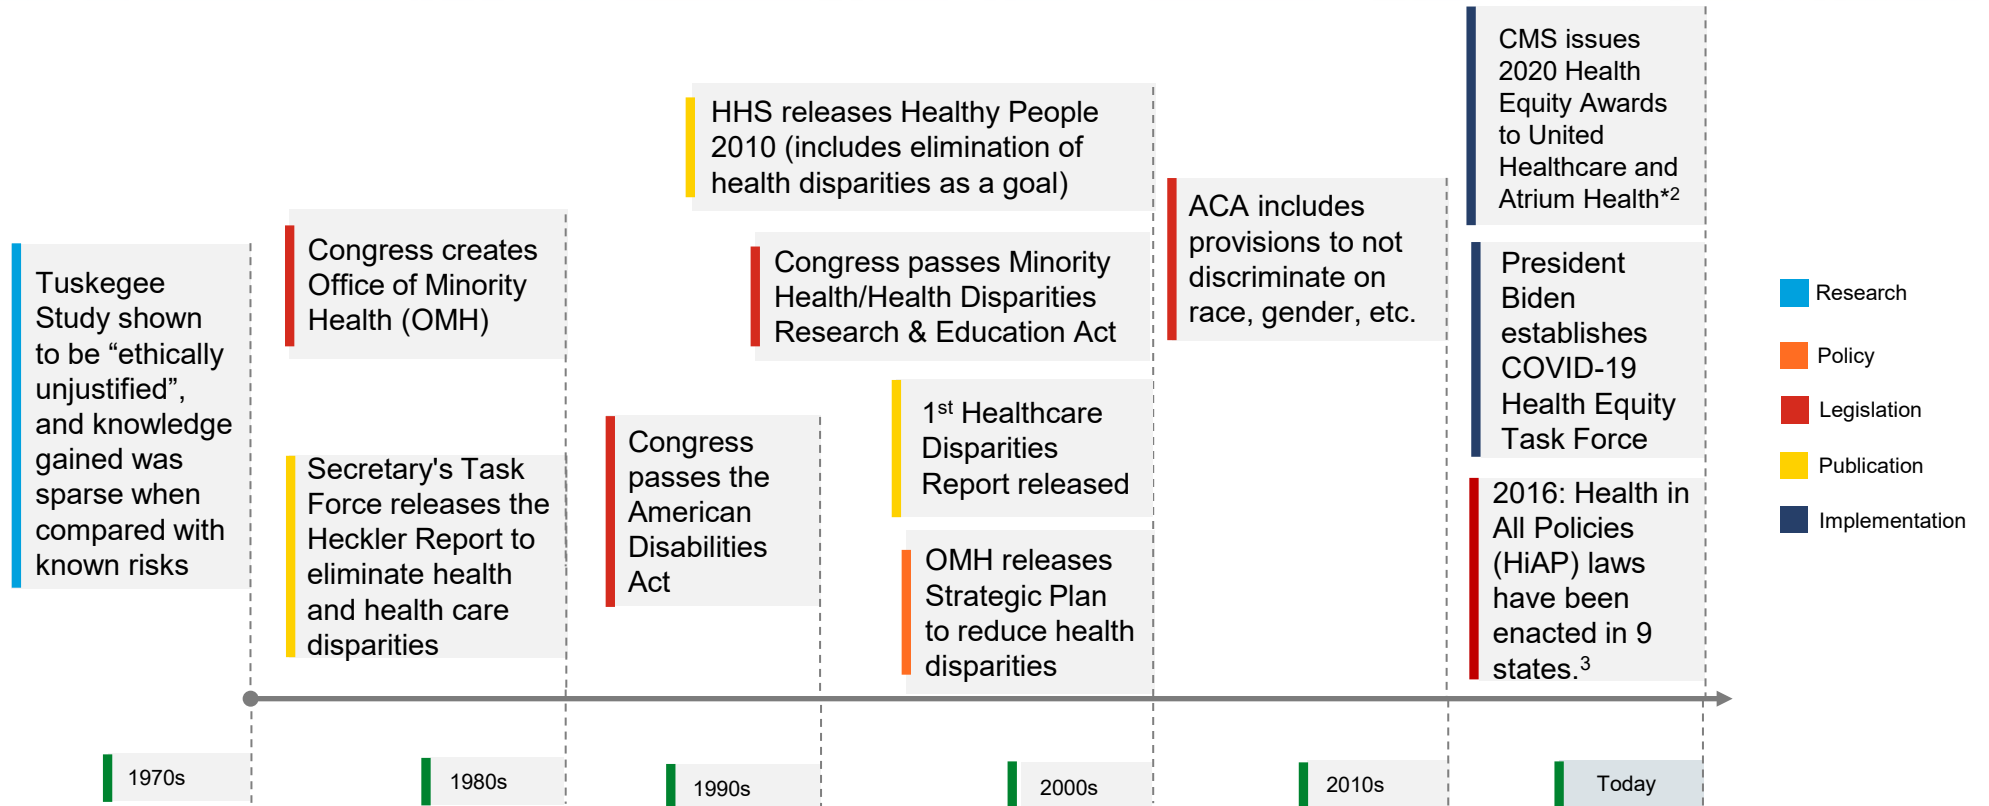 Tuskegee
Study shown
to be “ethically
unjustified”,
and knowledge
gained was
sparse when
compared with
known risks
Congress creates
Office of Minority
Health (OMH)
Secretary's Task
Force releases the
Heckler Report to
eliminate health
and health care
disparities
Congress
passes the
American
Disabilities
Act
HHS releases Healthy People
2010 (includes elimination of
health disparities as a goal)
Congress passes Minority
Health/Health Disparities
Research & Education Act
1st Healthcare
Disparities
Report released
OMH releases
Strategic Plan
to reduce health
disparities
ACA includes
provisions to not
discriminate on
race, gender, etc.
CMS issues
2020 Health
Equity Awards
to United
Healthcare and
Atrium Health*2
President
Biden
establishes
COVID-19
Health Equity
Task Force
2016: Health in
All Policies
(HiAP) laws
have been
enacted in 9
states.3
Research
Policy
Legislation
Publication
Implementation
1970s
1980s
1990s
2000s
2010s
Today